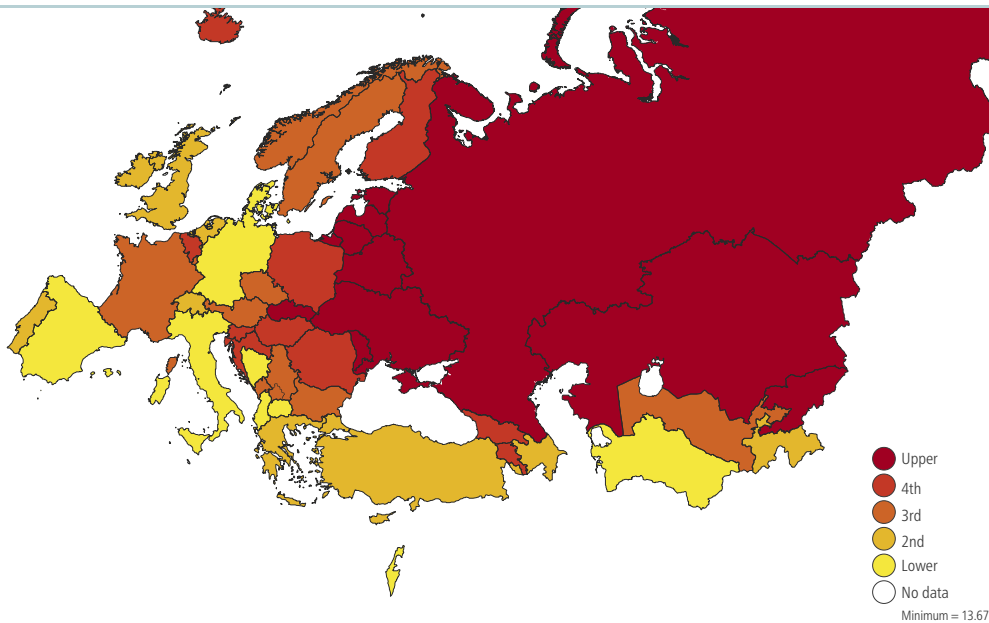 Upper
4th
3rd
2nd
Lower
No data
Minimum = 13.67